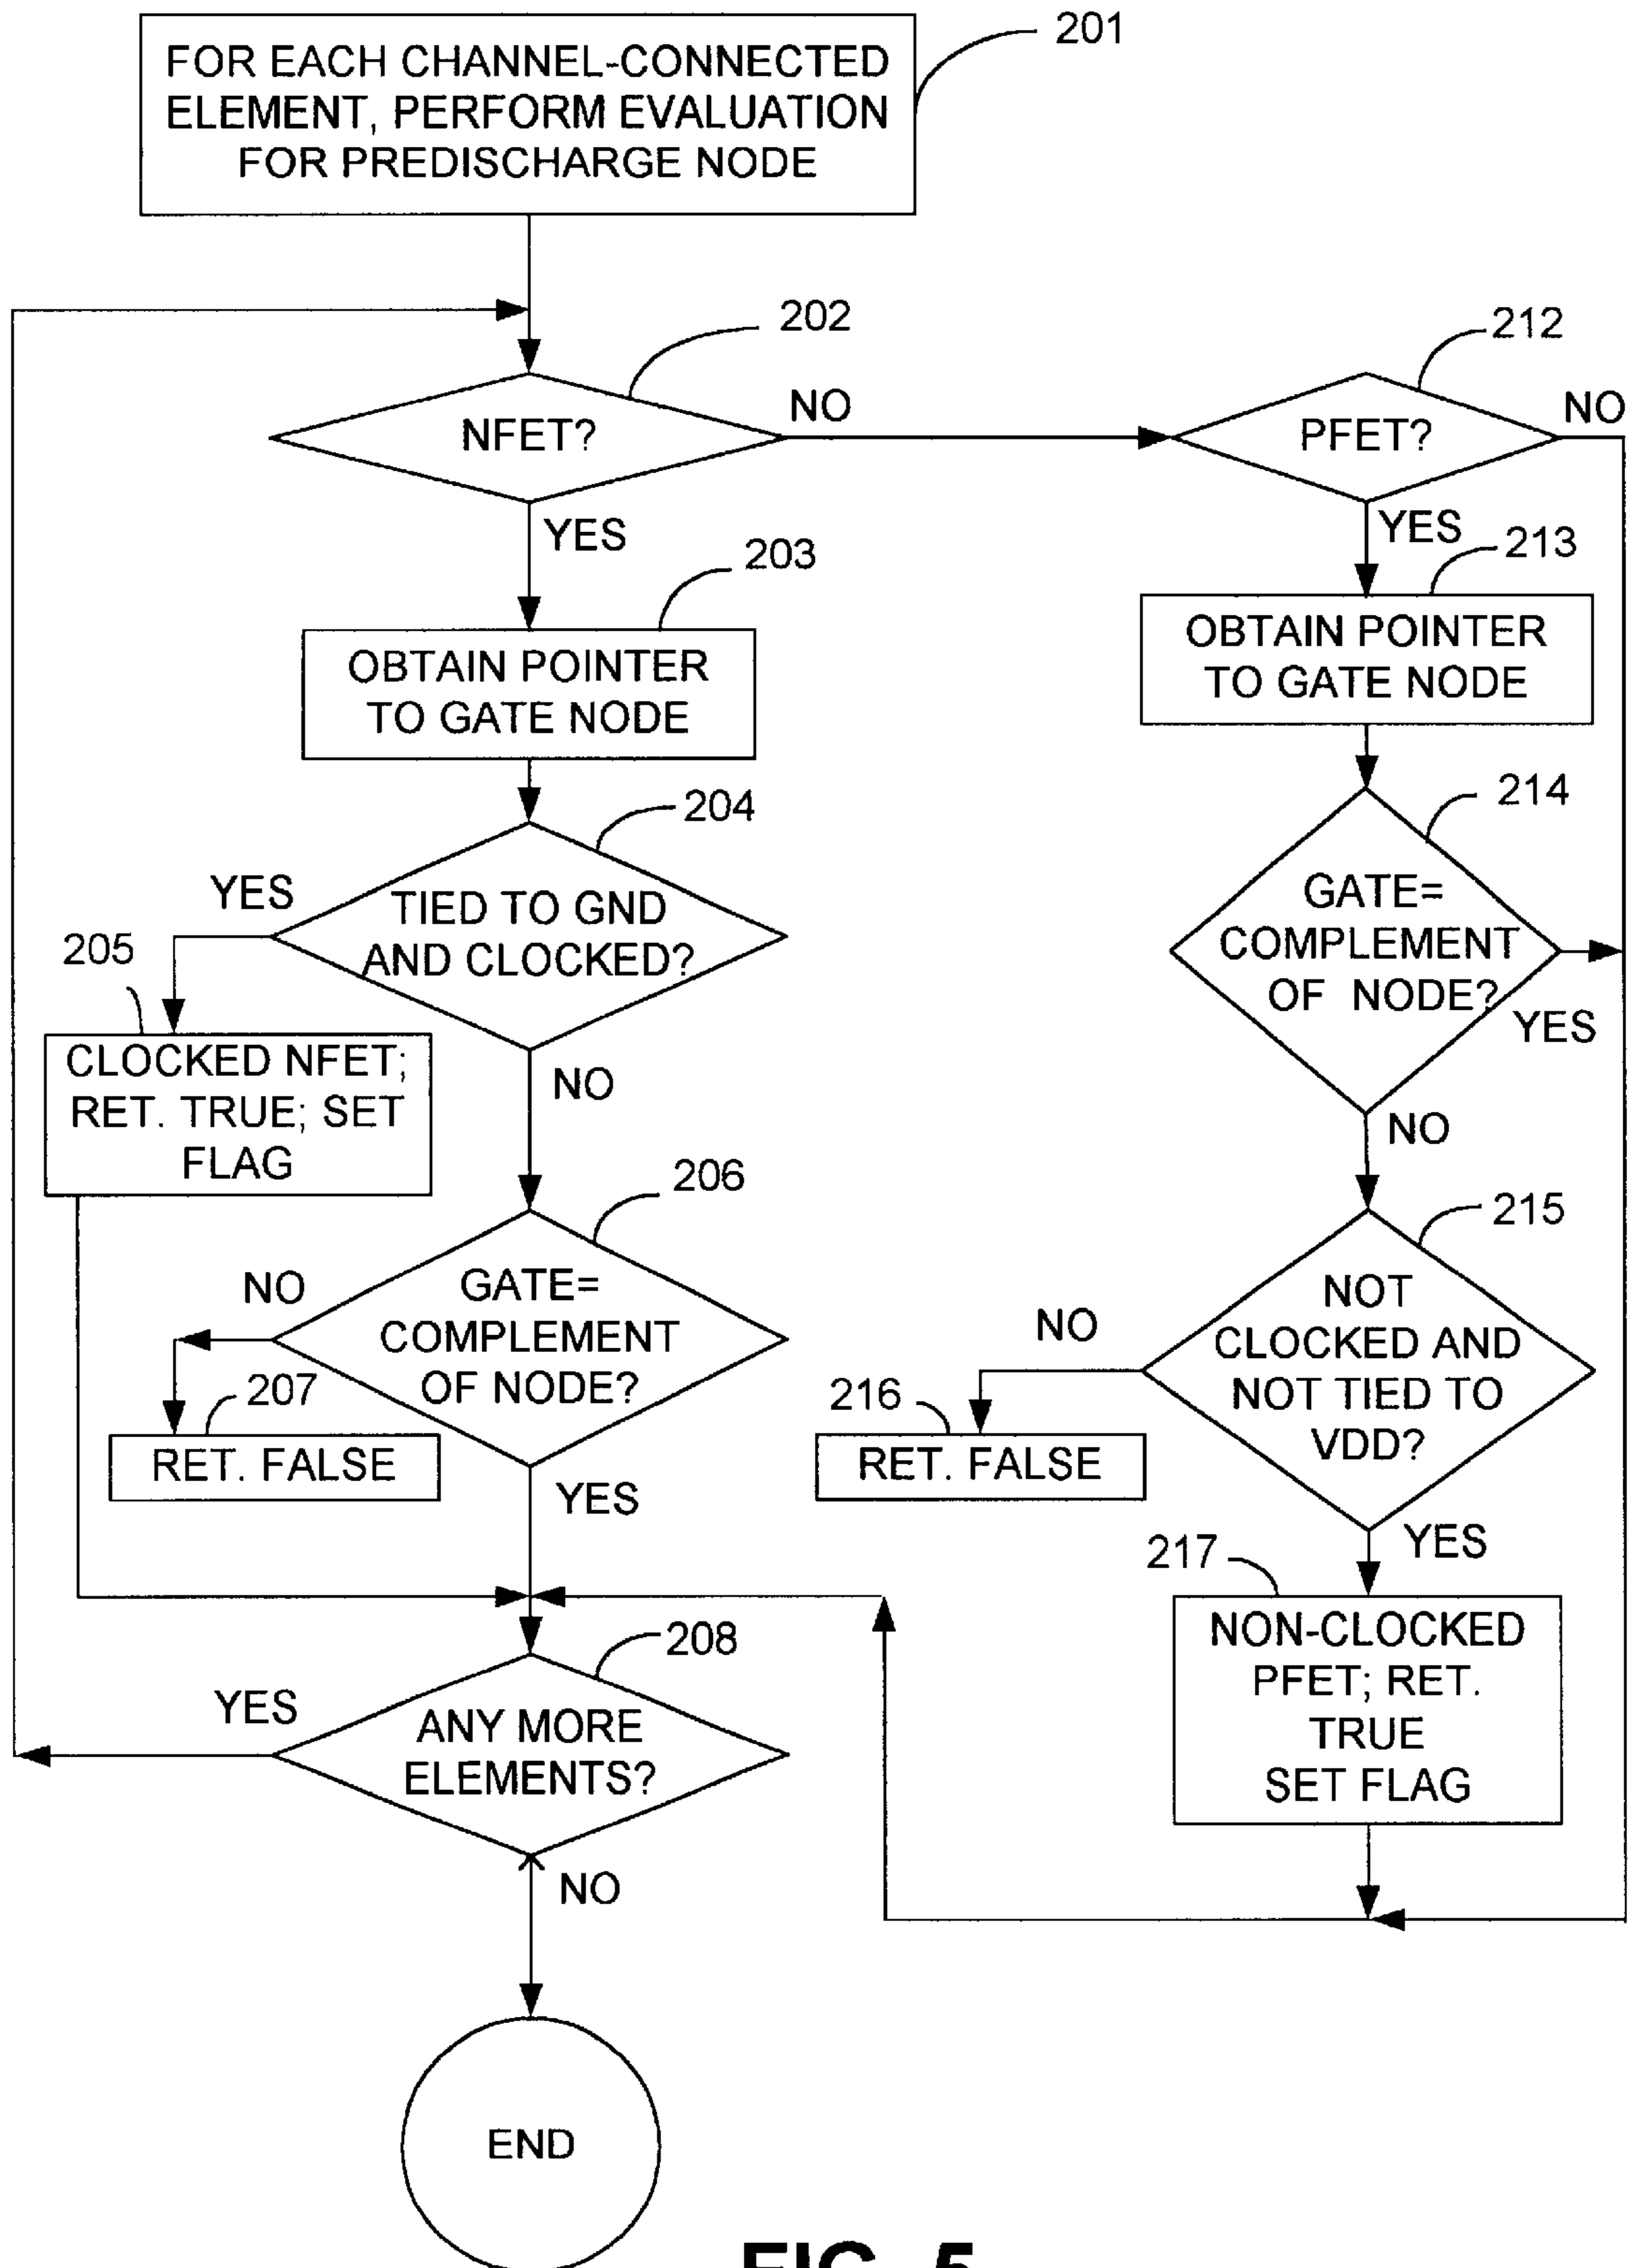 201
FOR EACH CHANNEL-CONNECTED
ELEMENT, PERFORM EVALUATION
FOR PREDISCHARGE NODE
202
NFET?
NO
YES
212
PFET?
NO
YES
203
OBTAIN POINTER
TO GATE NODE
213
OBTAIN POINTER
TO GATE NODE
204
TIED TO GND
AND CLOCKED?
YES
NO
205
CLOCKED NFET;
RET. TRUE; SET
FLAG
214
GATE=
COMPLEMENT
OF NODE?
YES
NO
206
GATE=
COMPLEMENT
OF NODE?
NO
YES
207
RET. FALSE
215
NOT
CLOCKED AND
NOT TIED TO
VDD?
NO
YES
216
RET. FALSE
217
NON-CLOCKED
PFET; RET.
TRUE
SET FLAG
208
ANY MORE
ELEMENTS?
YES
NO
END
FIG. 5